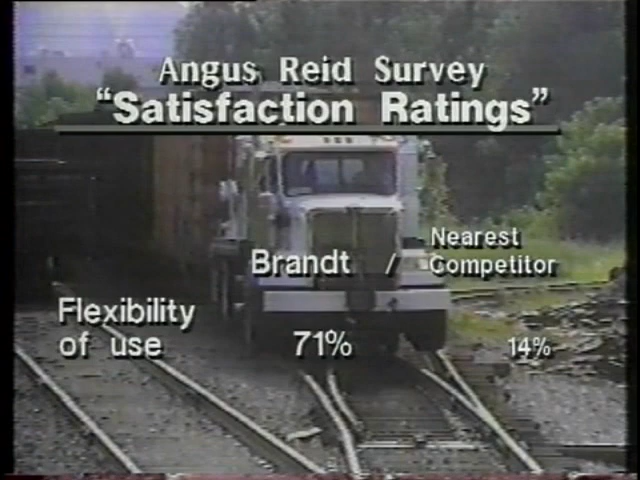 Angus Reid Survey
"Satisfaction Ratings"
Brandt / Nearest Competitor
Flexibility of use 71% 14%